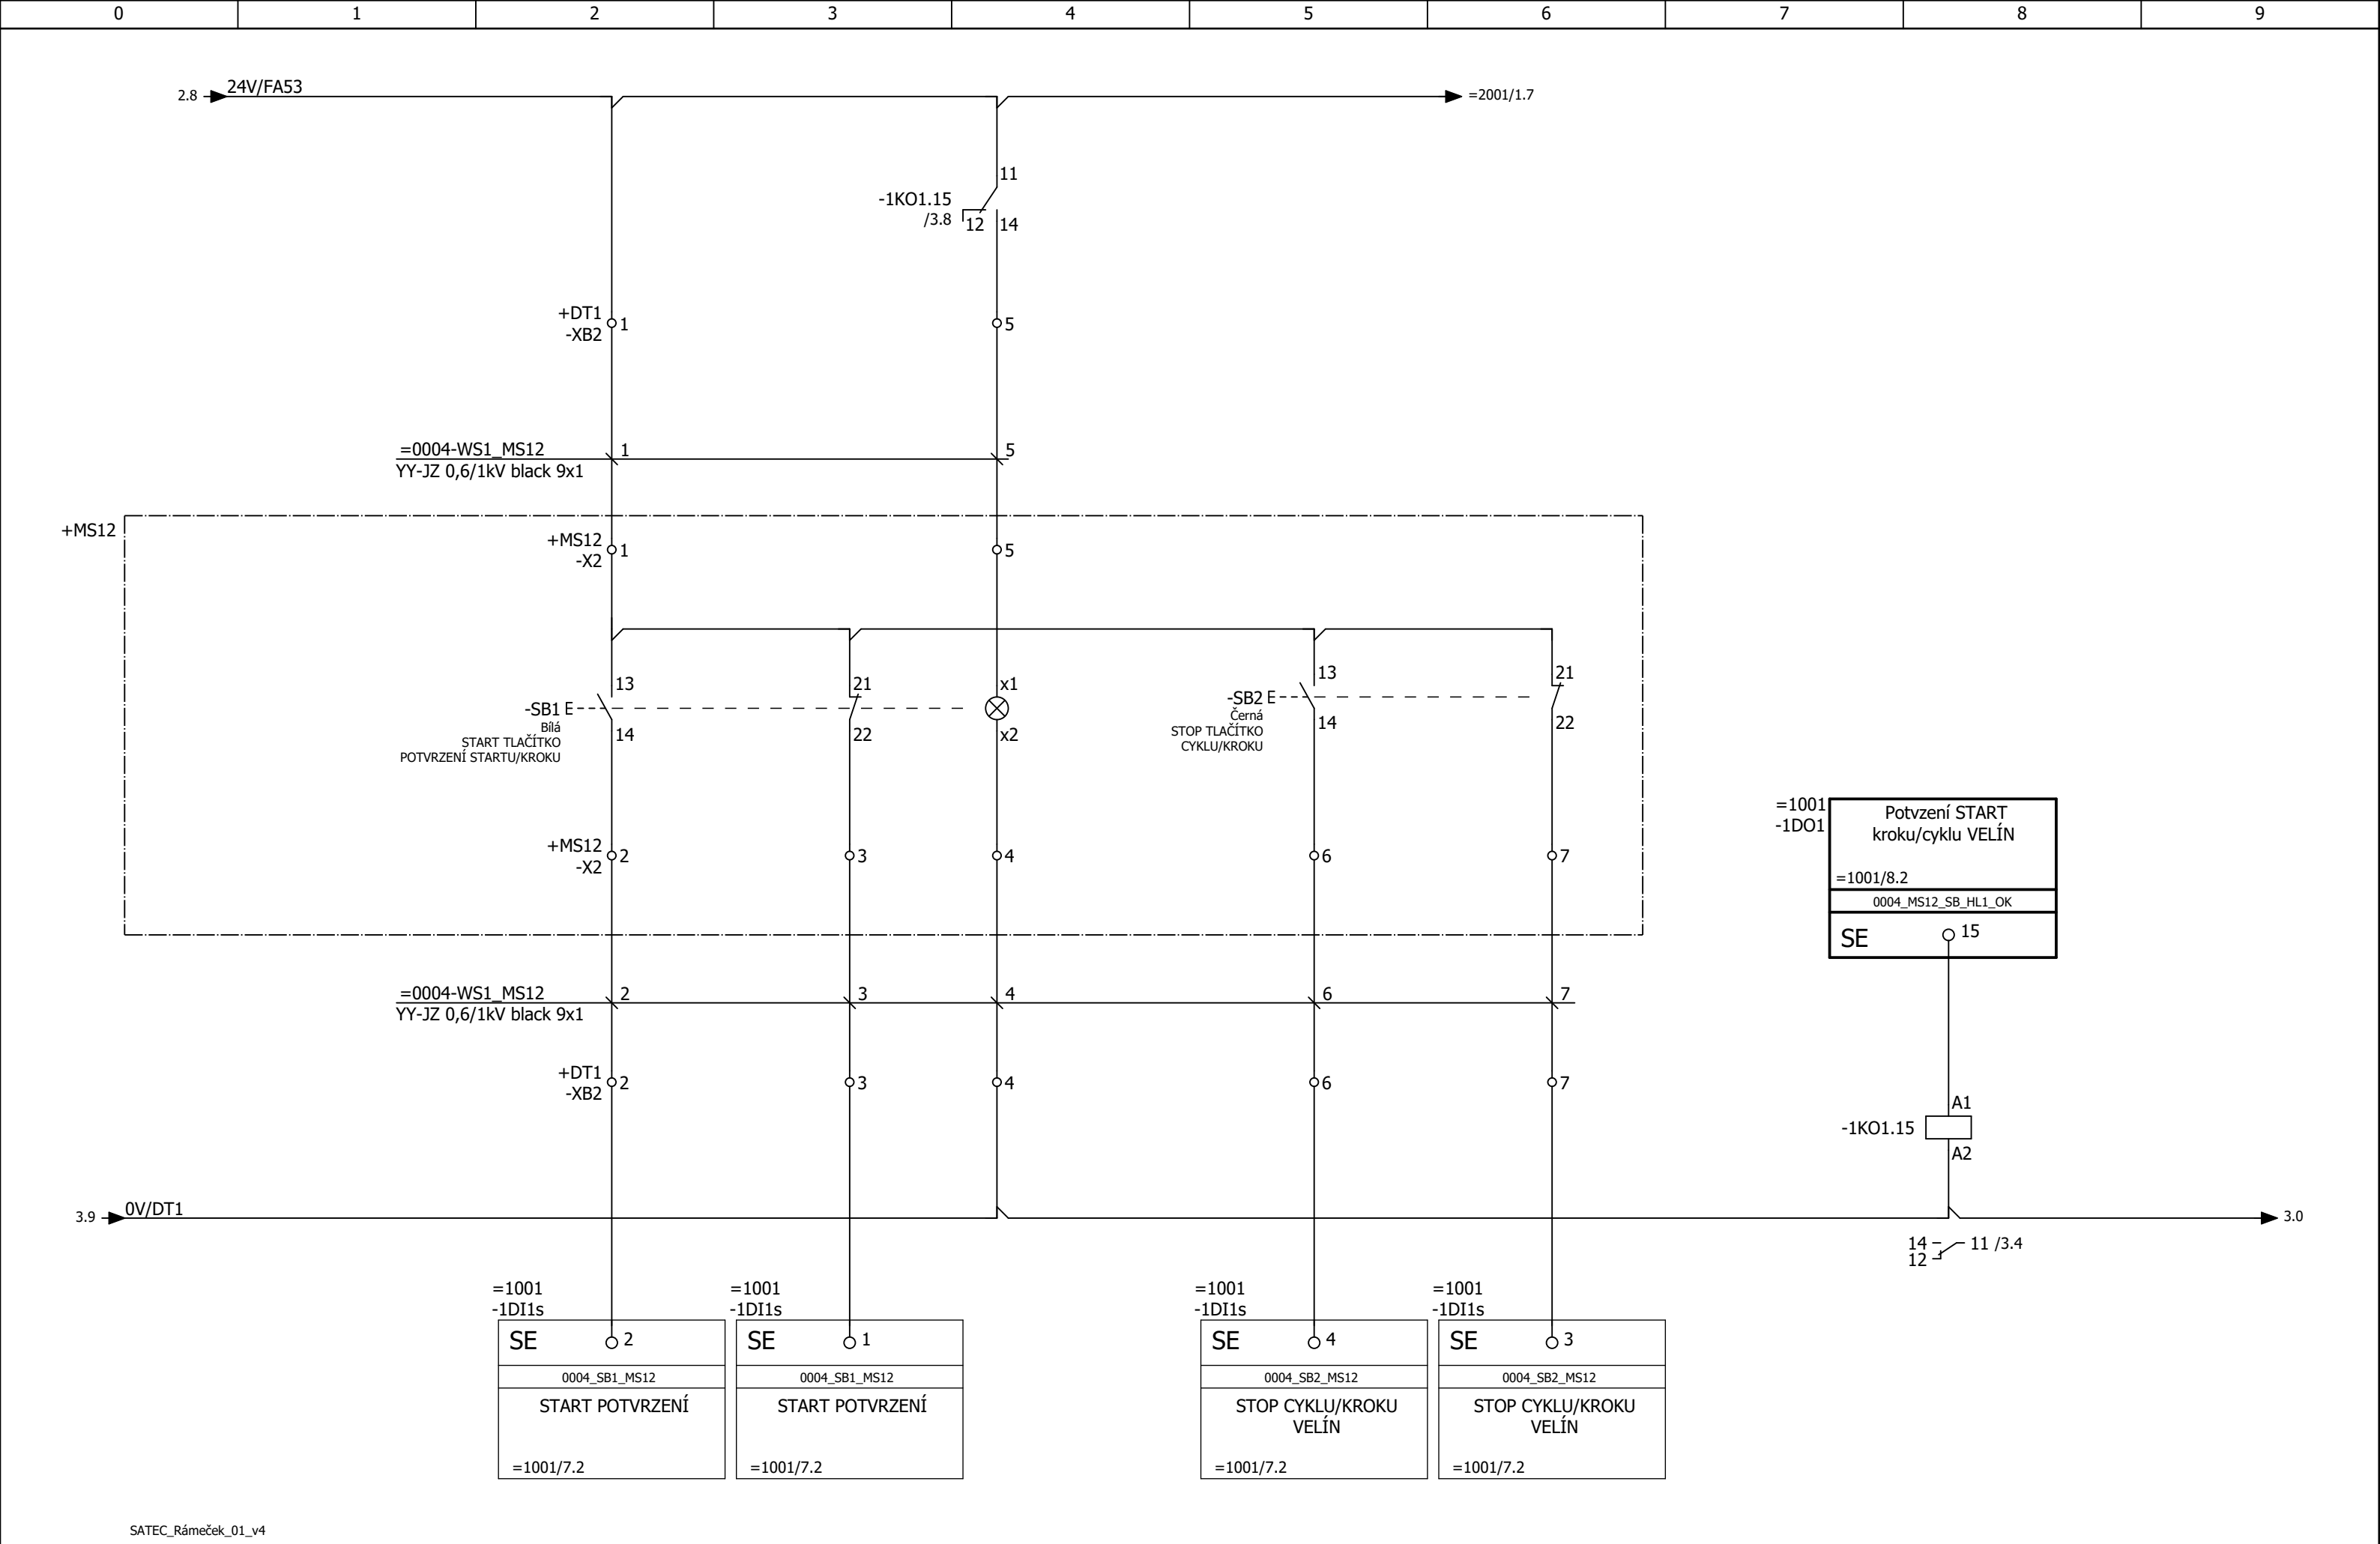 0 1 2 3 4 5 6 7 8 9
2.8 24V/FA53 =2001/1.7
11
-1KO1.15
/3.8 12 14
+DT1
-XB2 1 5
=0004-WS1_MS12 1 5
YY-JZ 0,6/1kV black 9x1
+MS12
+MS12
-X2 1 5
13 21 x1 13 21
-SB1 -SB2
Bílá
START TLAČÍTKO
POTVRZENÍ STARTU/KROKU
Černá
STOP TLAČÍTKO
CYKLU/KROKU
14 22 x2 14 22
=1001
-1DO1
Potvzení START
kroku/cyklu VELÍN
=1001/8.2
0004_MS12_SB_HL1_OK
SE 15
+MS12
-X2 2 3 4 6 7
=0004-WS1_MS12 2 3 4 6 7
YY-JZ 0,6/1kV black 9x1
+DT1
-XB2 2 3 4 6 7
A1
-1KO1.15
A2
3.9 0V/DT1 3.0
14 11 /3.4
12
=1001
-1DI1s
SE 2
0004_SB1_MS12
START POTVRZENÍ
=1001/7.2
=1001
-1DI1s
SE 1
0004_SB1_MS12
START POTVRZENÍ
=1001/7.2
=1001
-1DI1s
SE 4
0004_SB2_MS12
STOP CYKLU/KROKU
VELÍN
=1001/7.2
=1001
-1DI1s
SE 3
0004_SB2_MS12
STOP CYKLU/KROKU
VELÍN
=1001/7.2
SATEC_Rámeček_01_v4